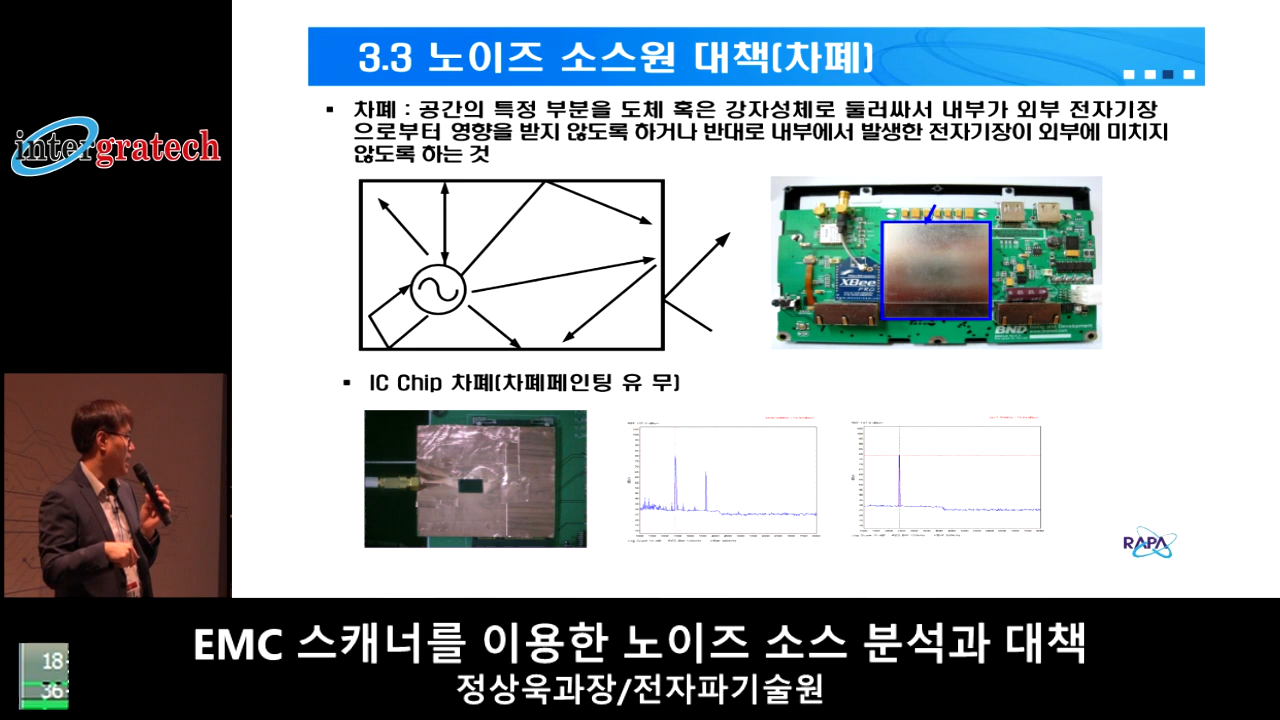 3.3 노이즈 소스원 대책(차폐)
intergratech
▪ 차폐 : 공간의 특정 부분을 도체 혹은 강자성체로 둘러싸서 내부가 외부 전자기장
으로부터 영향을 받지 않도록 하거나 반대로 내부에서 발생한 전자기장이 외부에 미치지
않도록 하는 것
XBee
PRO
BND
▪ IC Chip 차폐(차폐페인팅 유 무)
RAPA
EMC 스캐너를 이용한 노이즈 소스 분석과 대책
정상욱과장/전자파기술원
18:
36